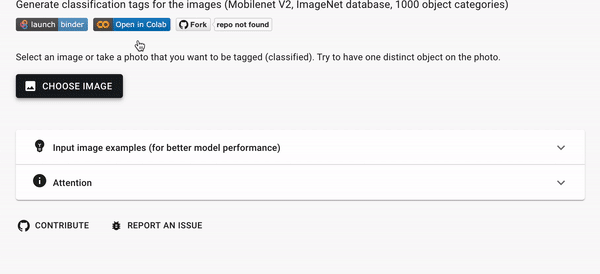 Generate classification tags for the images (Mobilenet V2, ImageNet database, 1000 object categories)
launch binder Open in Colab Fork repo not found
Select an image or take a photo that you want to be tagged (classified). Try to have one distinct object on the photo.
CHOOSE IMAGE
Input image examples (for better model performance)
Attention
CONTRIBUTE REPORT AN ISSUE